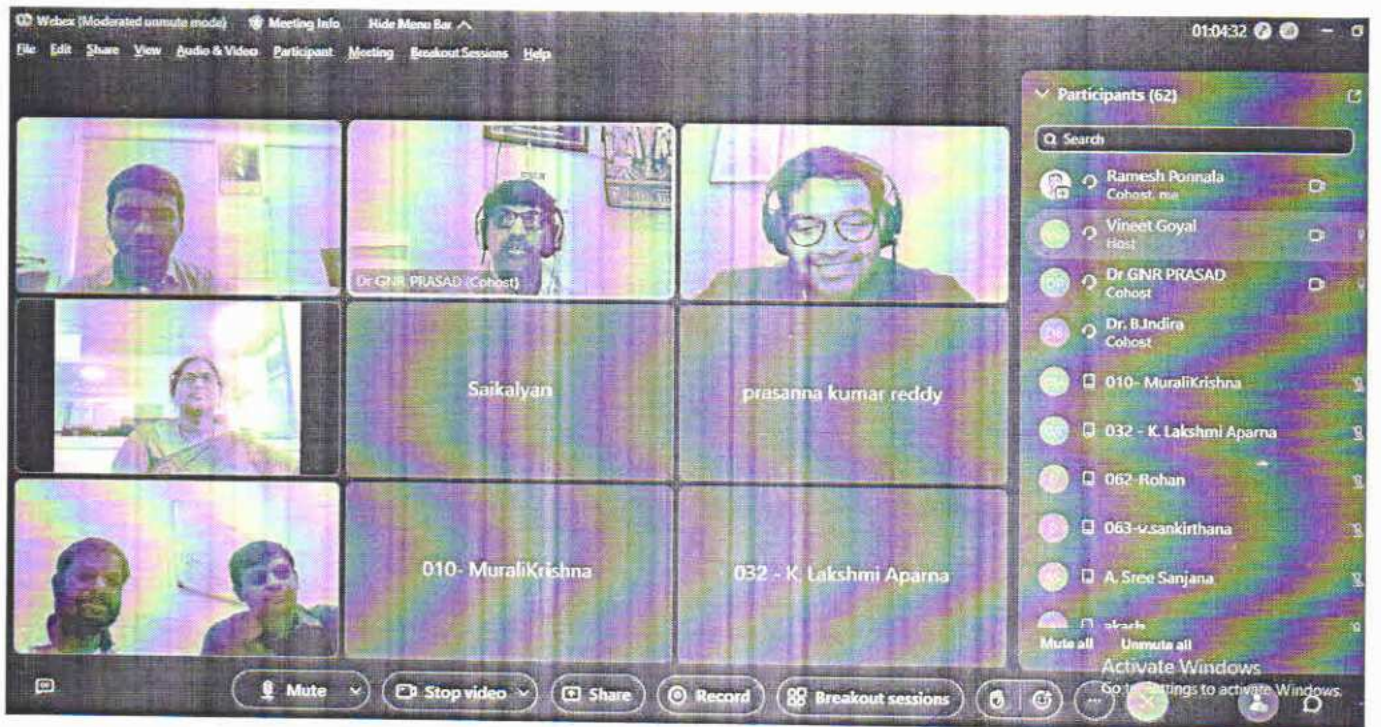 Webex (Moderated unmute mode) Meeting Info Hide Menu Bar
01:04:32
File Edit Share View Audio & Video Participant Meeting Breakout Sessions Help
Participants (62)
Search
Ramesh Ponnala
Cohost, me
Vineet Goyal
Host
Dr GNR PRASAD
Cohost
Dr. B.Indira
Cohost
010- MuraliKrishna
032 - K. Lakshmi Aparna
062-Rohan
063-v.sankirthana
A. Sree Sanjana
akash
Mute all Unmute all
Dr GNR PRASAD (Cohost)
Saikalyan
prasanna kumar reddy
010- MuraliKrishna
032 - K. Lakshmi Aparna
Activate Windows
Go to Settings to activate Windows.
Mute Stop video Share Record Breakout sessions